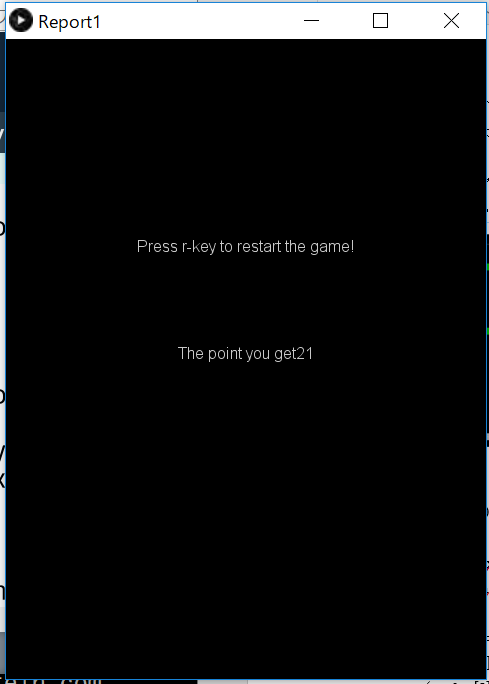 Report1
Press r-key to restart the game!
The point you get21